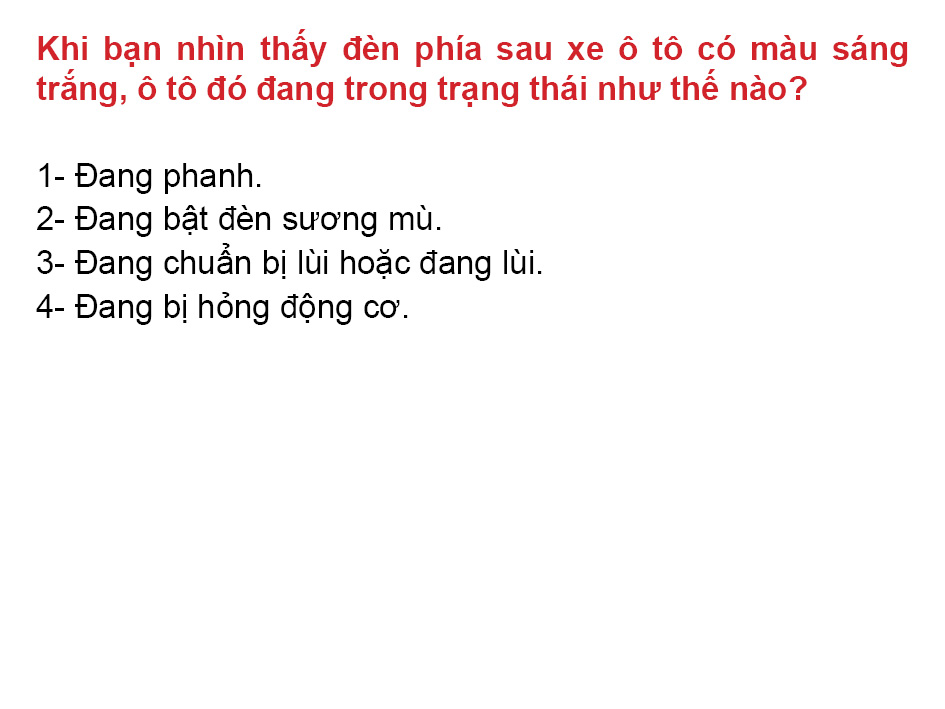 Khi bạn nhìn thấy đèn phía sau xe ô tô có màu sáng
trắng, ô tô đó đang trong trạng thái như thế nào?
1- Đang phanh.
2- Đang bật đèn sương mù.
3- Đang chuẩn bị lùi hoặc đang lùi.
4- Đang bị hỏng động cơ.